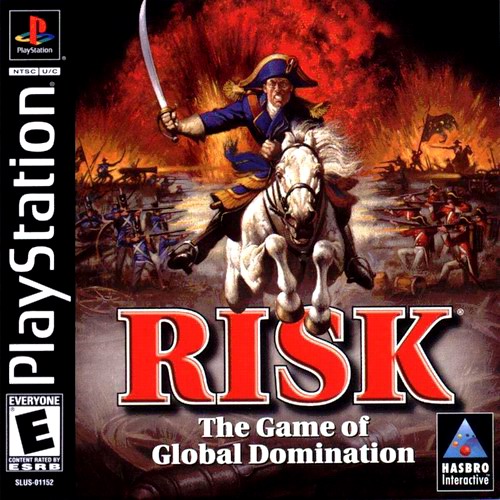 PlayStation
NTSC U/C
PlayStation
RISK®
The Game of
Global Domination
EVERYONE
E
CONTENT RATED BY
ESRB
SLUS-01152
HASBRO
Interactive